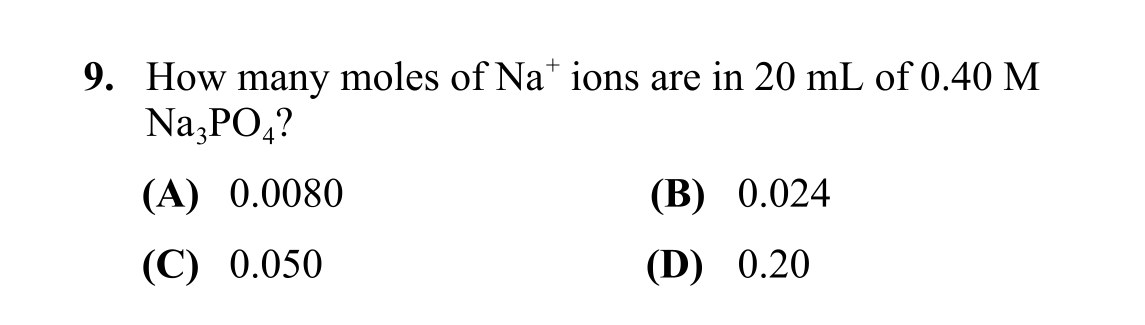 9. How many moles of Na⁺ ions are in 20 mL of 0.40 M
Na₃PO₄?
(A) 0.0080 (B) 0.024
(C) 0.050 (D) 0.20